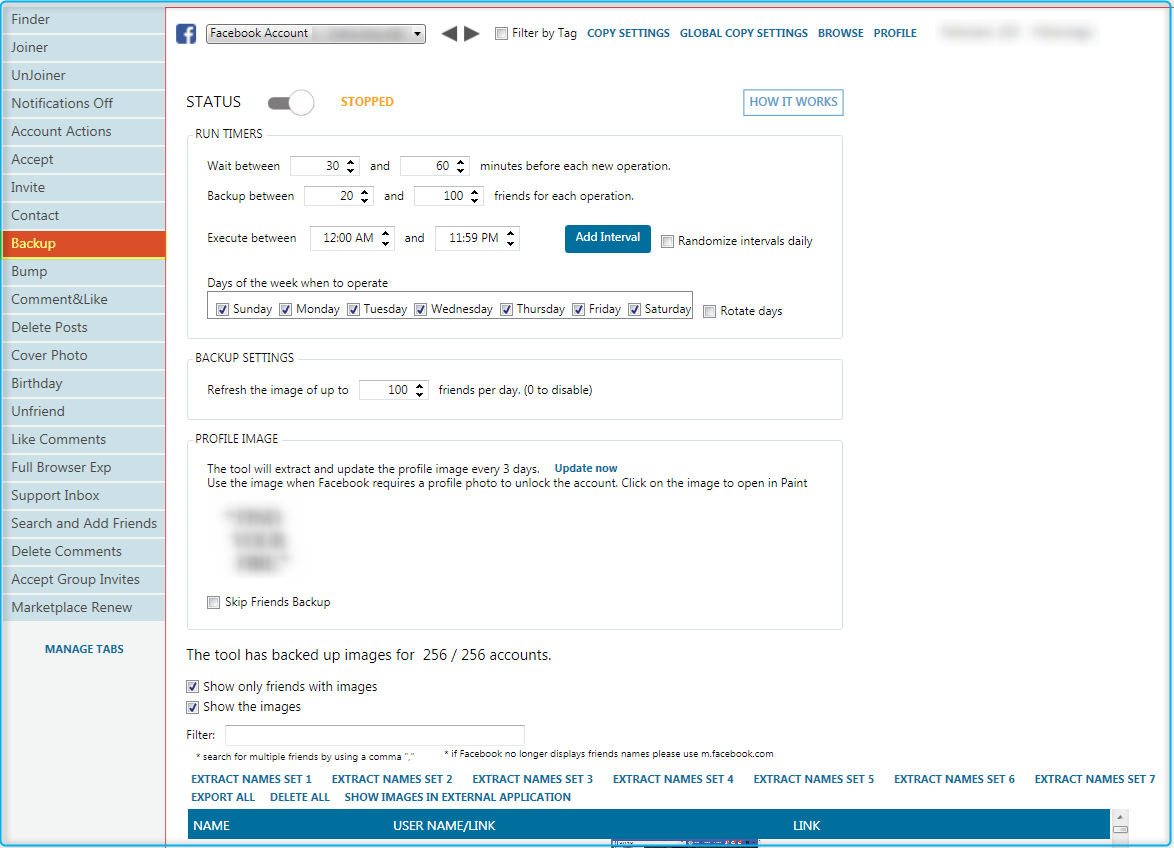 Finder
Joiner
UnJoiner
Notifications Off
Account Actions
Accept
Invite
Contact
Backup
Bump
Comment&Like
Delete Posts
Cover Photo
Birthday
Unfriend
Like Comments
Full Browser Exp
Support Inbox
Search and Add Friends
Delete Comments
Accept Group Invites
Marketplace Renew
MANAGE TABS
Facebook Account
Filter by Tag COPY SETTINGS GLOBAL COPY SETTINGS BROWSE PROFILE
STATUS STOPPED HOW IT WORKS
RUN TIMERS
Wait between 30 and 60 minutes before each new operation.
Backup between 20 and 100 friends for each operation.
Execute between 12:00 AM and 11:59 PM Add Interval Randomize intervals daily
Days of the week when to operate
Sunday Monday Tuesday Wednesday Thursday Friday Saturday Rotate days
BACKUP SETTINGS
Refresh the image of up to 100 friends per day. (0 to disable)
PROFILE IMAGE
The tool will extract and update the profile image every 3 days. Update now
Use the image when Facebook requires a profile photo to unlock the account. Click on the image to open in Paint
Skip Friends Backup
The tool has backed up images for 256 / 256 accounts.
Show only friends with images
Show the images
Filter:
* search for multiple friends by using a comma "," * if Facebook no longer displays friends names please use m.facebook.com
EXTRACT NAMES SET 1 EXTRACT NAMES SET 2 EXTRACT NAMES SET 3 EXTRACT NAMES SET 4 EXTRACT NAMES SET 5 EXTRACT NAMES SET 6 EXTRACT NAMES SET 7
EXPORT ALL DELETE ALL SHOW IMAGES IN EXTERNAL APPLICATION
NAME USER NAME/LINK LINK